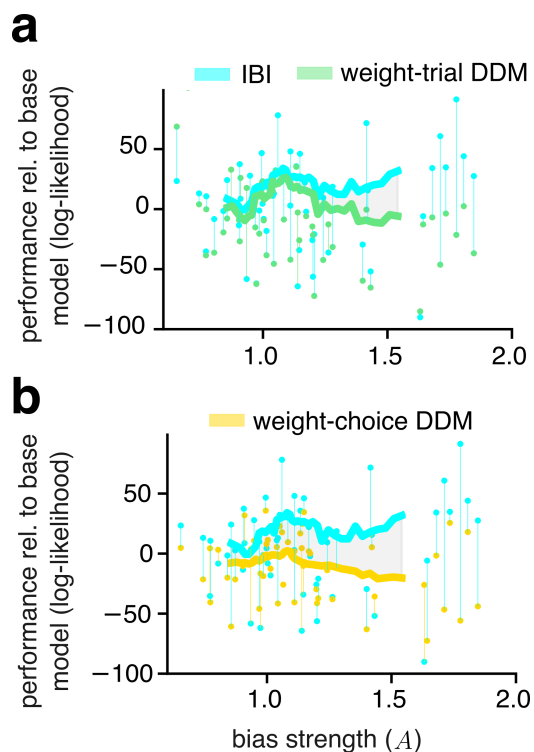 a
IBI weight-trial DDM
performance rel. to base
model (log-likelihood)
50
0
−50
−100
1.0 1.5 2.0
b
weight-choice DDM
performance rel. to base
model (log-likelihood)
50
0
−50
−100
1.0 1.5 2.0
bias strength (A)